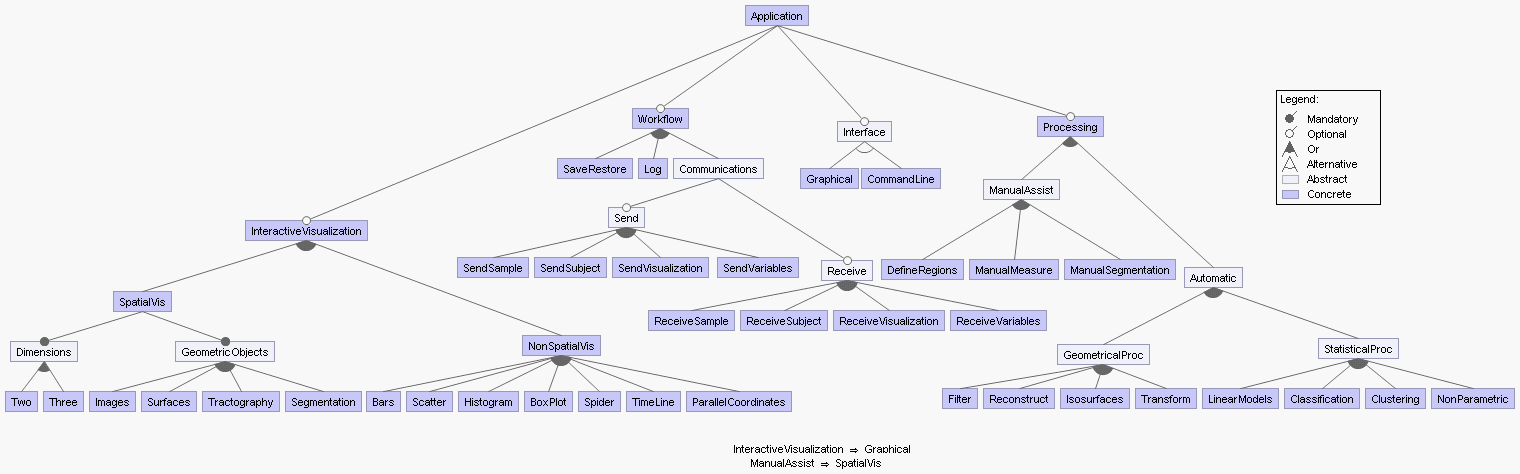 Application
Legend:
Mandatory
Optional
Or
Alternative
Abstract
Concrete
Workflow
Interface
Processing
SaveRestore
Log
Communications
Graphical
CommandLine
ManualAssist
Send
InteractiveVisualization
SendSample
SendSubject
SendVisualization
SendVariables
Receive
DefineRegions
ManualMeasure
ManualSegmentation
Automatic
SpatialVis
ReceiveSample
ReceiveSubject
ReceiveVisualization
ReceiveVariables
Dimensions
GeometricObjects
NonSpatialVis
GeometricalProc
StatisticalProc
Two
Three
Images
Surfaces
Tractography
Segmentation
Bars
Scatter
Histogram
BoxPlot
Spider
TimeLine
ParallelCoordinates
Filter
Reconstruct
Isosurfaces
Transform
LinearModels
Classification
Clustering
NonParametric
InteractiveVisualization ⇒ Graphical
ManualAssist ⇒ SpatialVis